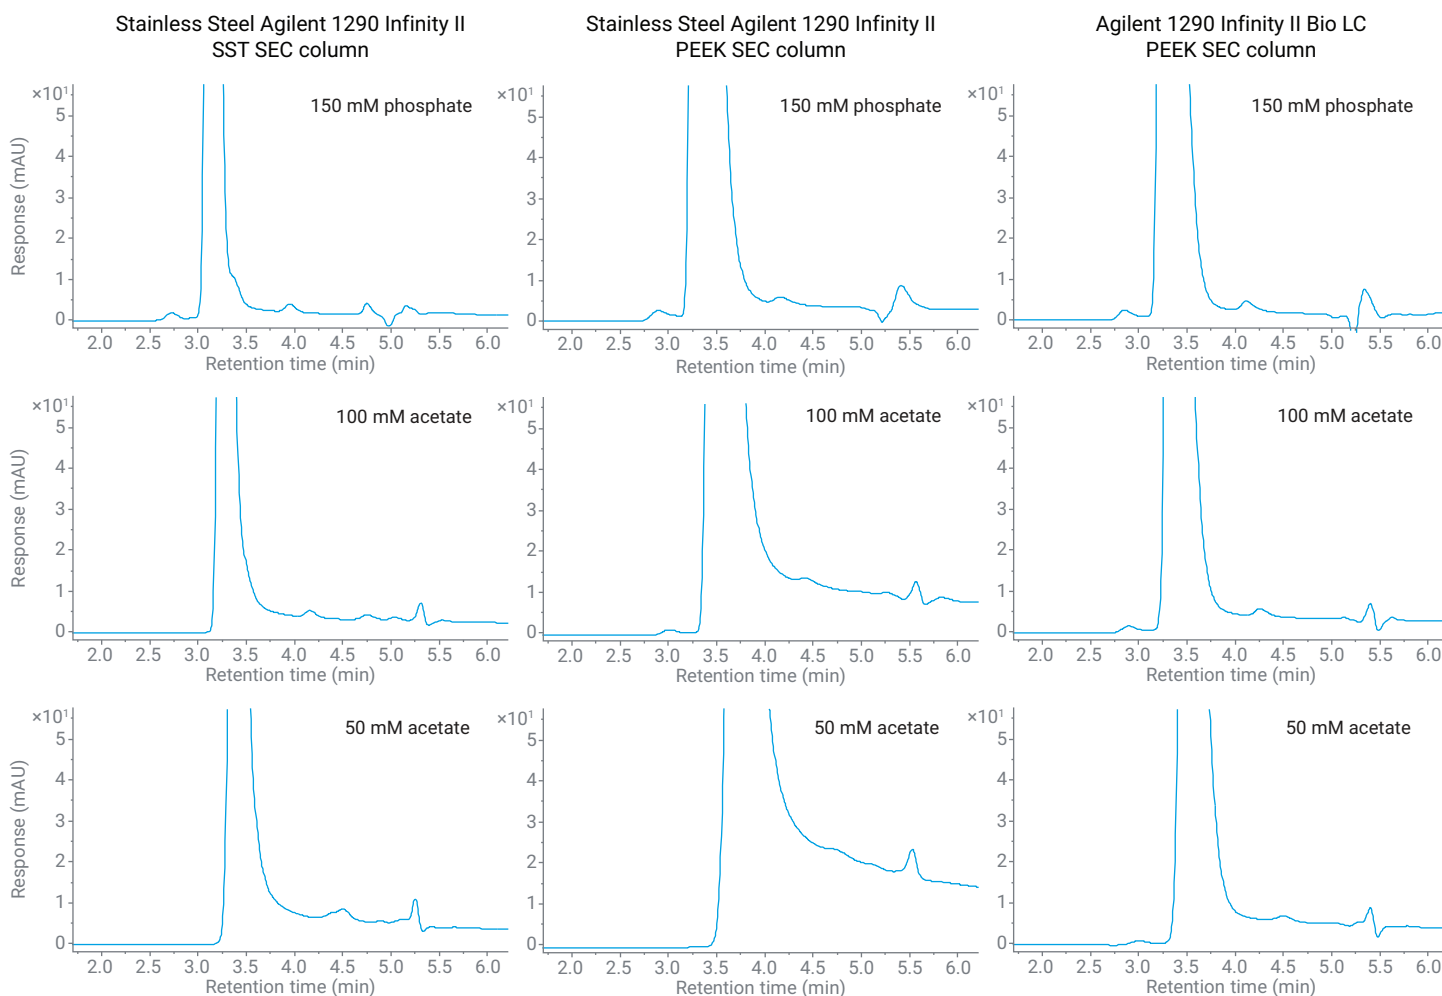 Stainless Steel Agilent 1290 Infinity II
SST SEC column
Stainless Steel Agilent 1290 Infinity II
PEEK SEC column
Agilent 1290 Infinity II Bio LC
PEEK SEC column
×10¹
150 mM phosphate
5
4
3
2
1
0
Response (mAU)
2.0 2.5 3.0 3.5 4.0 4.5 5.0 5.5 6.0
Retention time (min)
×10¹
150 mM phosphate
5
4
3
2
1
0
2.0 2.5 3.0 3.5 4.0 4.5 5.0 5.5 6.0
Retention time (min)
×10¹
150 mM phosphate
5
4
3
2
1
0
2.0 2.5 3.0 3.5 4.0 4.5 5.0 5.5 6.0
Retention time (min)
×10¹
100 mM acetate
5
4
3
2
1
0
Response (mAU)
2.0 2.5 3.0 3.5 4.0 4.5 5.0 5.5 6.0
Retention time (min)
×10¹
100 mM acetate
5
4
3
2
1
0
2.0 2.5 3.0 3.5 4.0 4.5 5.0 5.5 6.0
Retention time (min)
×10¹
100 mM acetate
5
4
3
2
1
0
2.0 2.5 3.0 3.5 4.0 4.5 5.0 5.5 6.0
Retention time (min)
×10¹
50 mM acetate
5
4
3
2
1
0
Response (mAU)
2.0 2.5 3.0 3.5 4.0 4.5 5.0 5.5 6.0
Retention time (min)
×10¹
50 mM acetate
5
4
3
2
1
0
2.0 2.5 3.0 3.5 4.0 4.5 5.0 5.5 6.0
Retention time (min)
×10¹
50 mM acetate
5
4
3
2
1
0
2.0 2.5 3.0 3.5 4.0 4.5 5.0 5.5 6.0
Retention time (min)